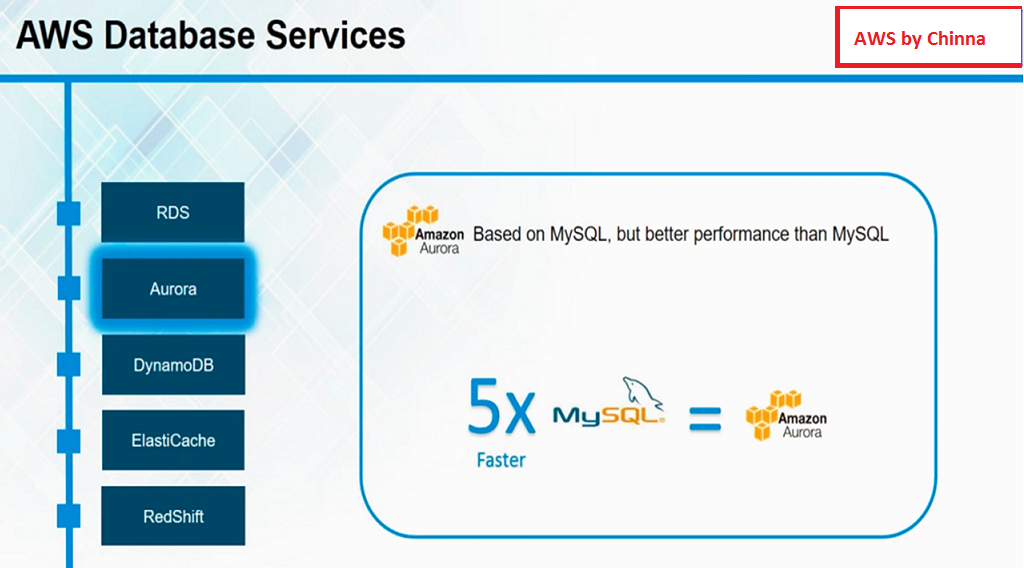 AWS Database Services
AWS by Chinna
RDS
Aurora
DynamoDB
ElastiCache
RedShift
Amazon
Aurora
Based on MySQL, but better performance than MySQL
5x
Faster
MySQL®
=
Amazon
Aurora